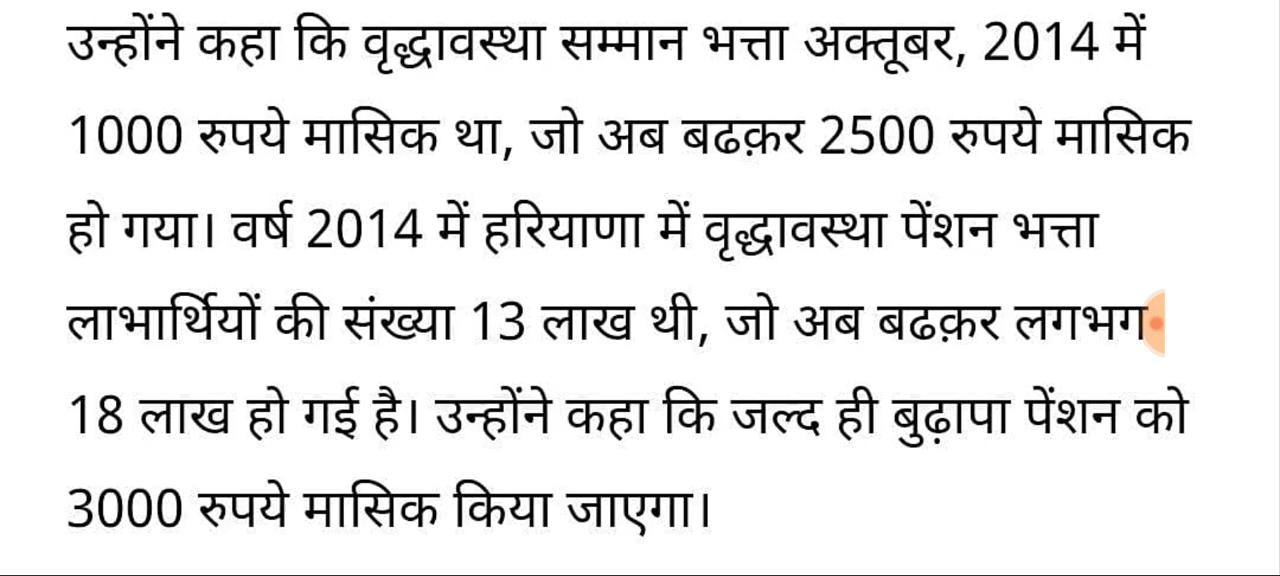 उन्होंने कहा कि वृद्धावस्था सम्मान भत्ता अक्तूबर, 2014 में
1000 रुपये मासिक था, जो अब बढक़र 2500 रुपये मासिक
हो गया। वर्ष 2014 में हरियाणा में वृद्धावस्था पेंशन भत्ता
लाभार्थियों की संख्या 13 लाख थी, जो अब बढक़र लगभग
18 लाख हो गई है। उन्होंने कहा कि जल्द ही बुढ़ापा पेंशन को
3000 रुपये मासिक किया जाएगा।